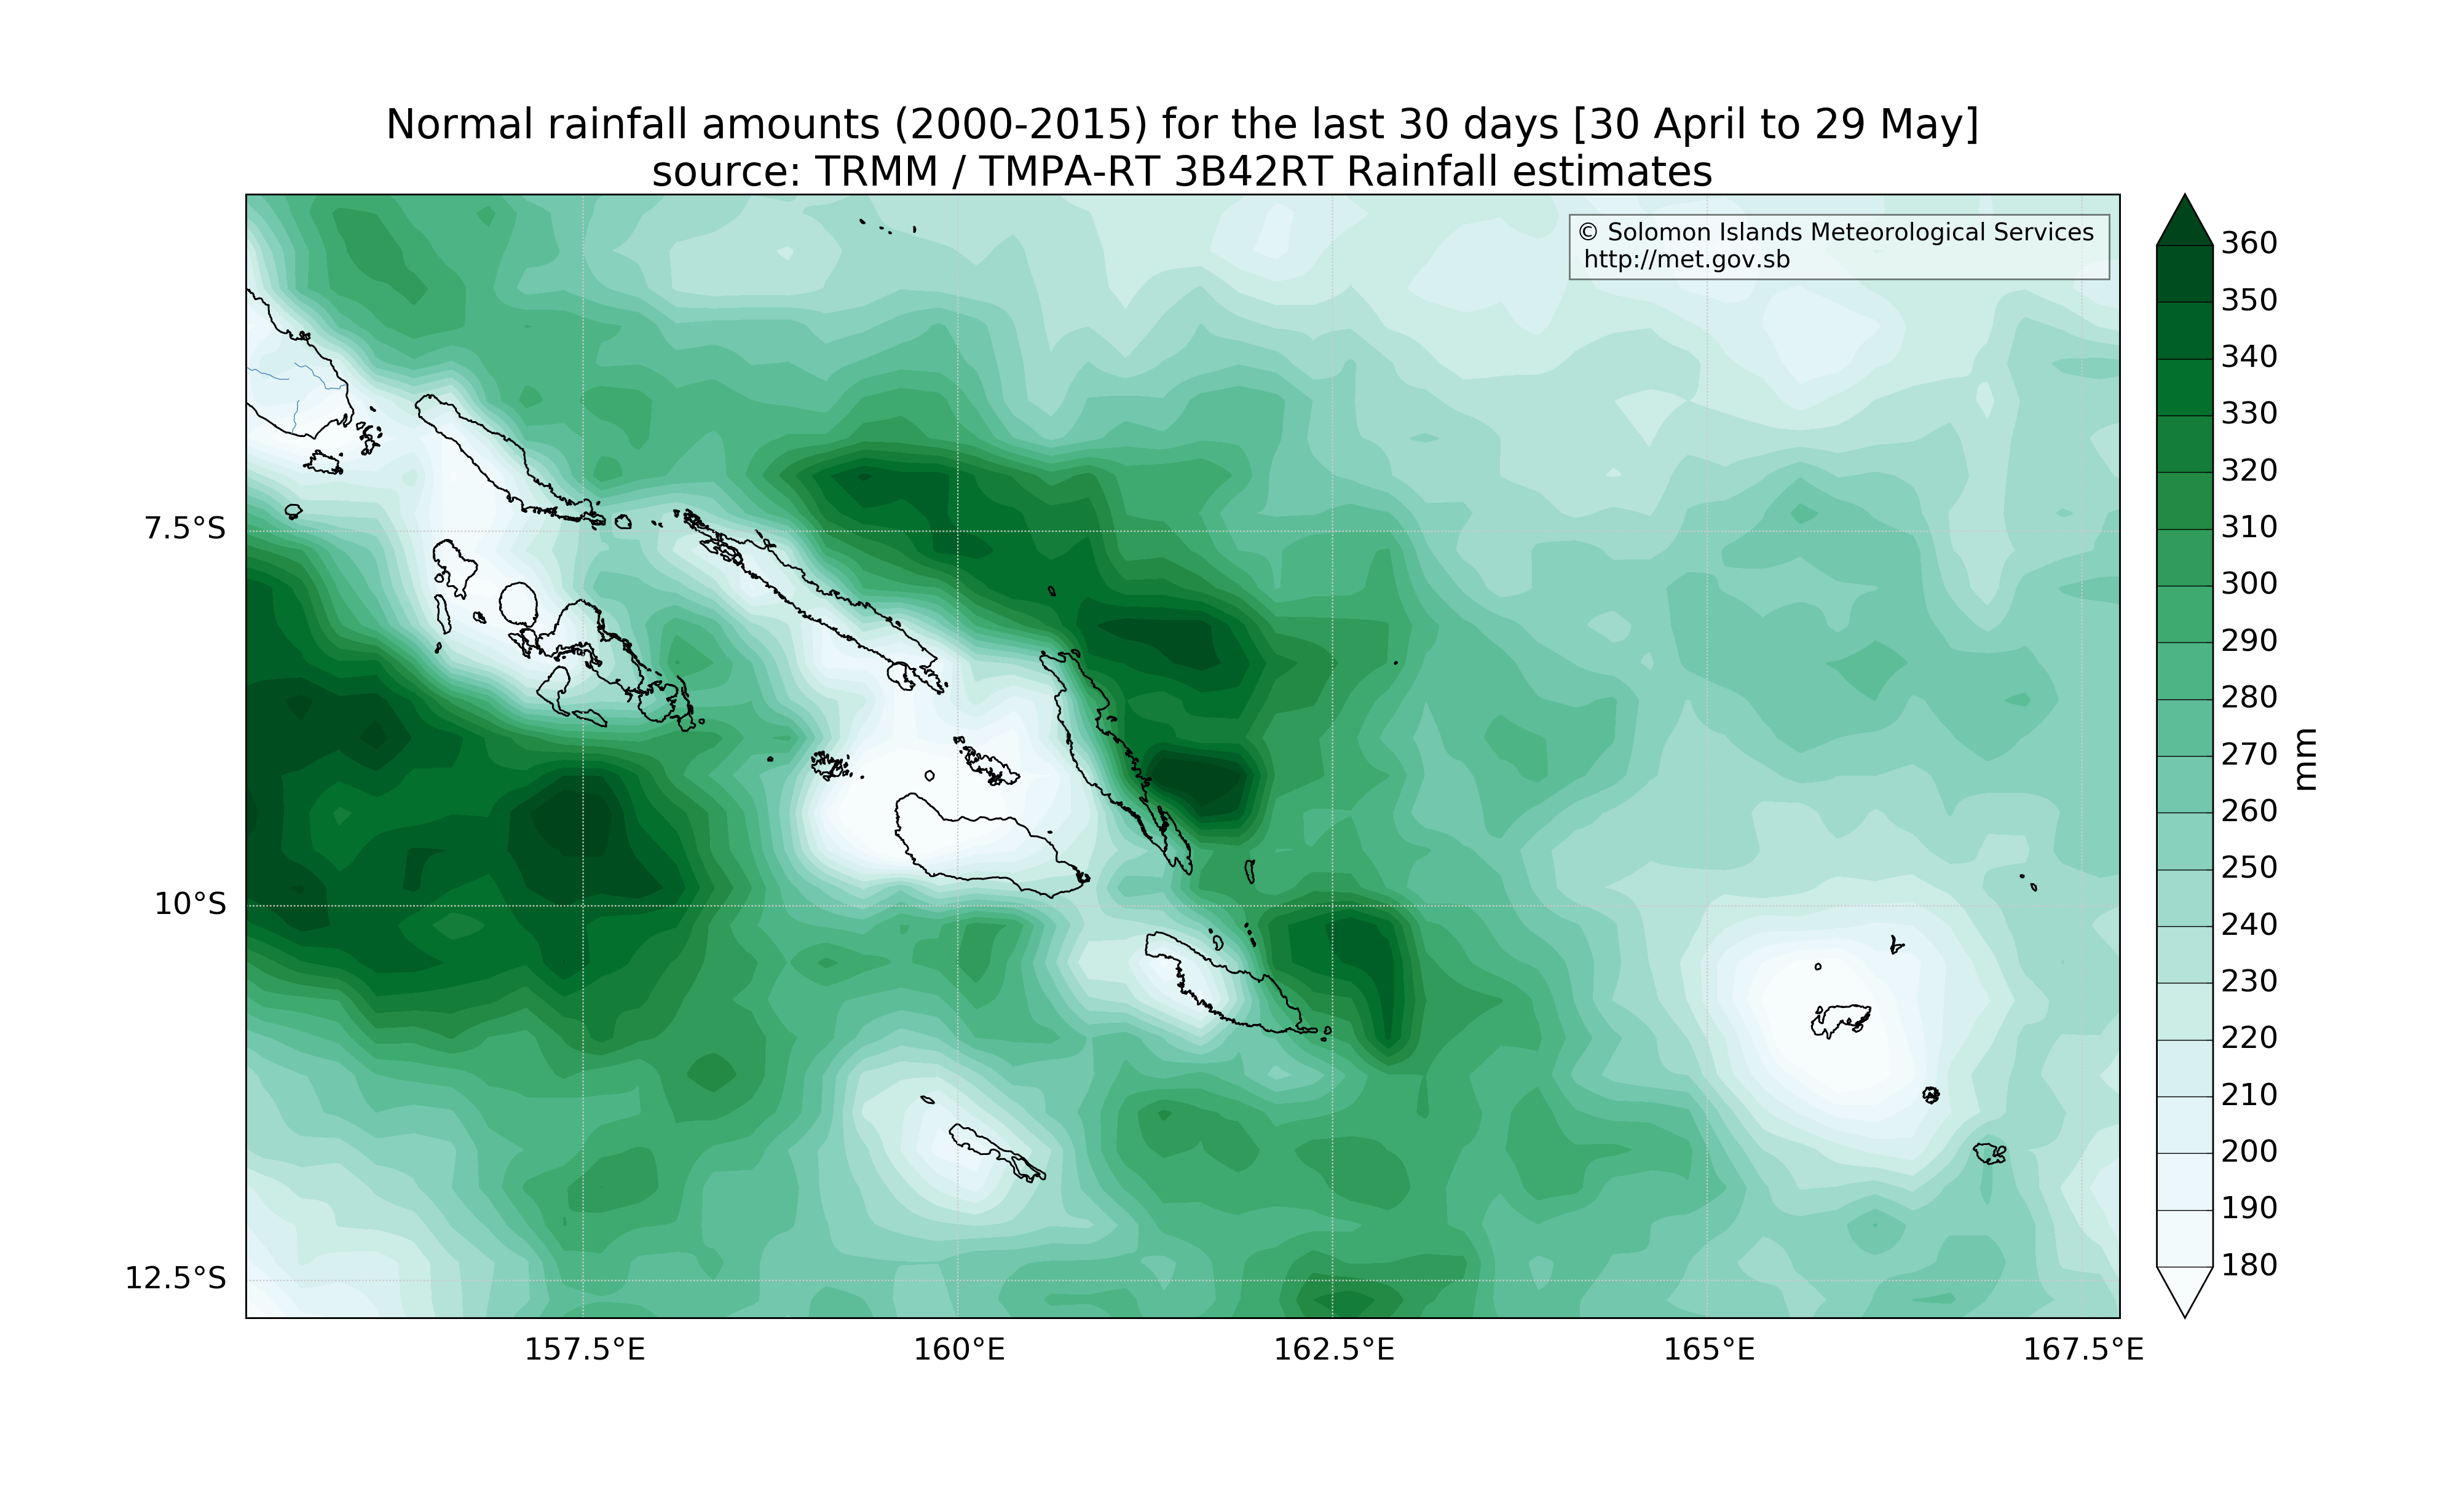 Normal rainfall amounts (2000-2015) for the last 30 days [30 April to 29 May]
source: TRMM / TMPA-RT 3B42RT Rainfall estimates
© Solomon Islands Meteorological Services
http://met.gov.sb
360
350
340
330
320
310
300
290
280
270
260
250
240
230
220
210
200
190
180
mm
7.5°S
10°S
12.5°S
157.5°E
160°E
162.5°E
165°E
167.5°E